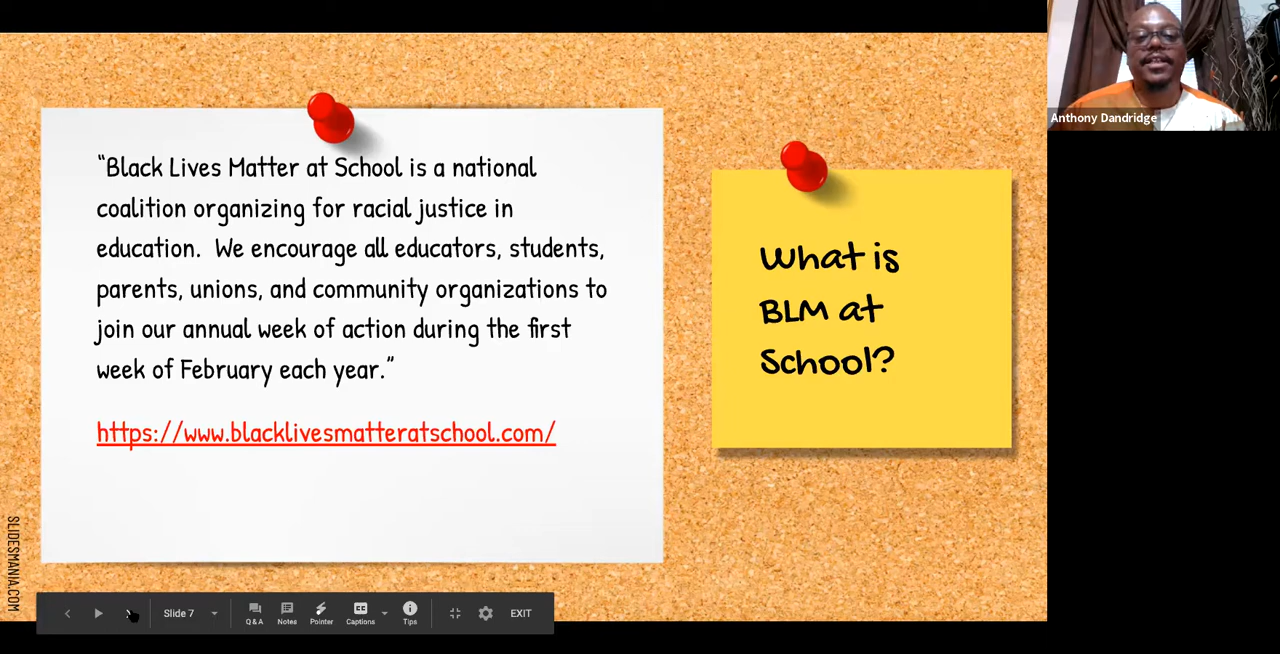 “Black Lives Matter at School is a national
coalition organizing for racial justice in
education.  We encourage all educators, students,
parents, unions, and community organizations to
join our annual week of action during the first
week of February each year.”
https://www.blacklivesmatteratschool.com/
What is
BLM at
School?
Anthony Dandridge
SLIDESMANIA.COM
Slide 7
Q & A
Notes
Pointer
Captions
Tips
EXIT